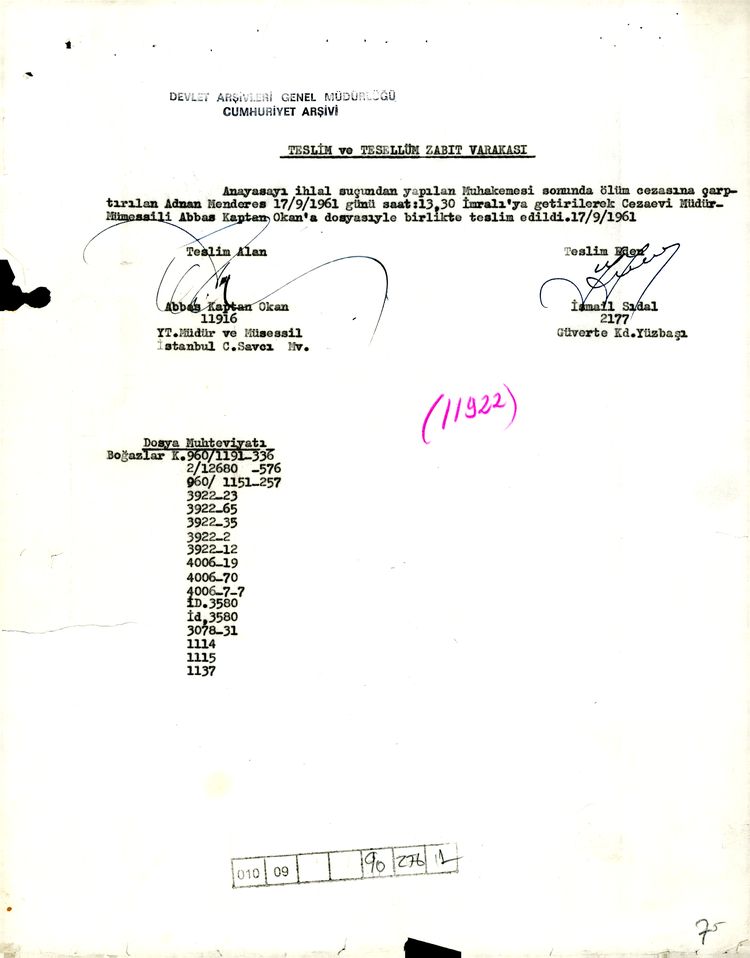 DEVLET ARŞİVLERİ GENEL MÜDÜRLÜĞÜ
CUMHURİYET ARŞİVİ
TESLİM ve TESELLÜM ZABIT VARAKASI
Anayasayı ihlal suçundan yapılan Muhakemesi sonunda ölüm cezasına çarp-
tırılan Adnan Menderes 17/9/1961 günü saat:13,30 İmralı'ya getirilerek Cezaevi Müdür-
Mümessili Abbas Kaptan Okan'a dosyasiyle birlikte teslim edildi.17/9/1961
Teslim Alan
Teslim Eden
Abbas Kaptan Okan
11916
YT.Müdür ve Müsessil
İstanbul C.Savcı Mv.
İsmail Sıdal
2177
Güverte Kd.Yüzbaşı
(11922)
Dosya Muhteviyatı
Boğazlar K.960/1191-336
2/12680 -576
960/ 1151-257
3922-23
3922-65
3922-35
3922-2
3922-12
4006-19
4006-70
4006-7-7
İD.3580
İd,3580
3078-31
1114
1115
1137
010 09 90 276
75